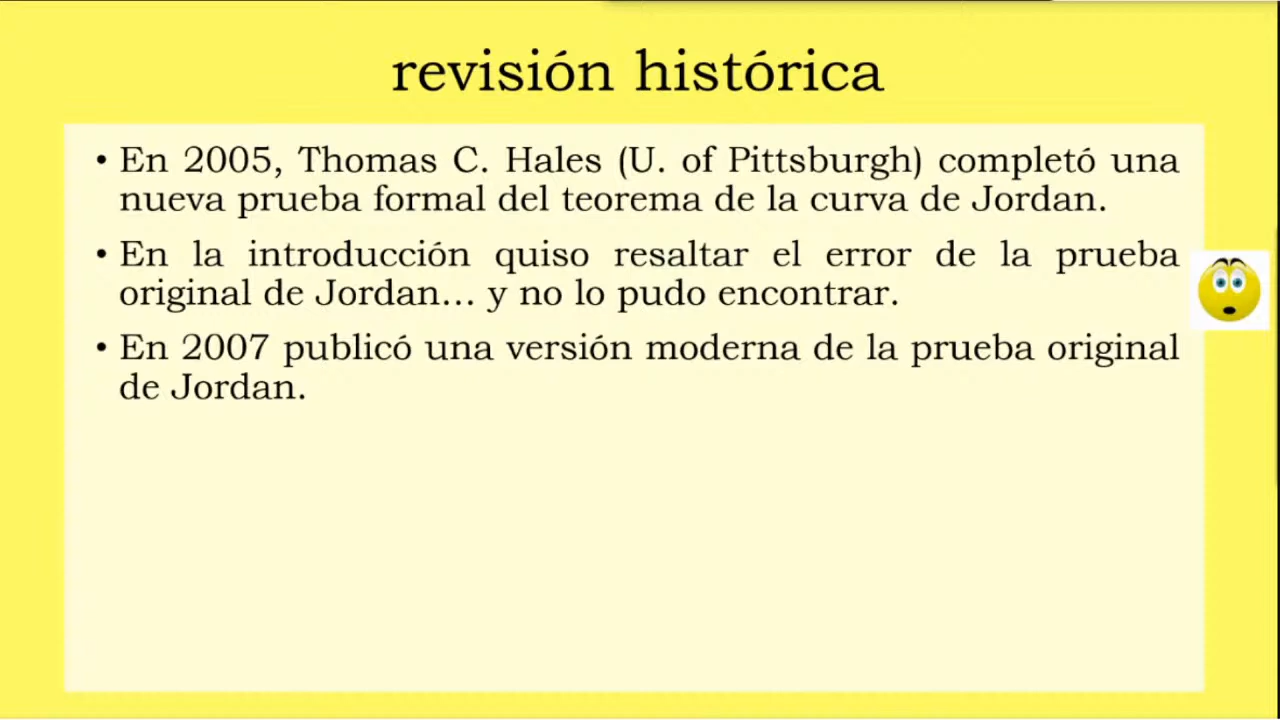 revisión histórica
• En 2005, Thomas C. Hales (U. of Pittsburgh) completó una
nueva prueba formal del teorema de la curva de Jordan.
• En la introducción quiso resaltar el error de la prueba
original de Jordan... y no lo pudo encontrar.
• En 2007 publicó una versión moderna de la prueba original
de Jordan.